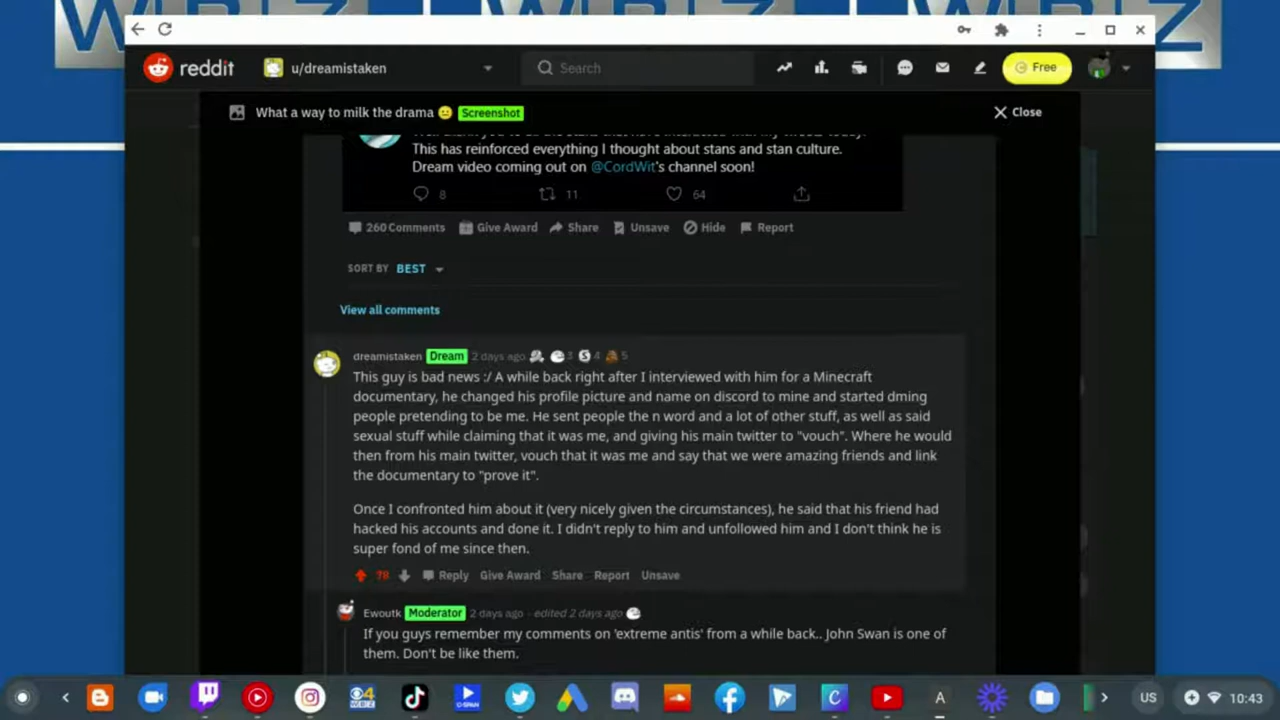 WBZ WBZ WBZ
reddit u/dreamistaken Search Free
What a way to milk the drama 😐 Screenshot Close
This has reinforced everything I thought about stans and stan culture.
Dream video coming out on @CordWit's channel soon!
8 11 64
260 Comments Give Award Share Unsave Hide Report
SORT BY BEST
View all comments
dreamistaken Dream 2 days ago 3 4 5
This guy is bad news :/ A while back right after I interviewed with him for a Minecraft
documentary, he changed his profile picture and name on discord to mine and started dming
people pretending to be me. He sent people the n word and a lot of other stuff, as well as said
sexual stuff while claiming that it was me, and giving his main twitter to "vouch". Where he would
then from his main twitter, vouch that it was me and say that we were amazing friends and link
the documentary to "prove it".
Once I confronted him about it (very nicely given the circumstances), he said that his friend had
hacked his accounts and done it. I didn't reply to him and unfollowed him and I don't think he is
super fond of me since then.
78 Reply Give Award Share Report Unsave
Ewoutk Moderator 2 days ago · edited 2 days ago
If you guys remember my comments on 'extreme antis' from a while back.. John Swan is one of
them. Don't be like them.
US 10:43